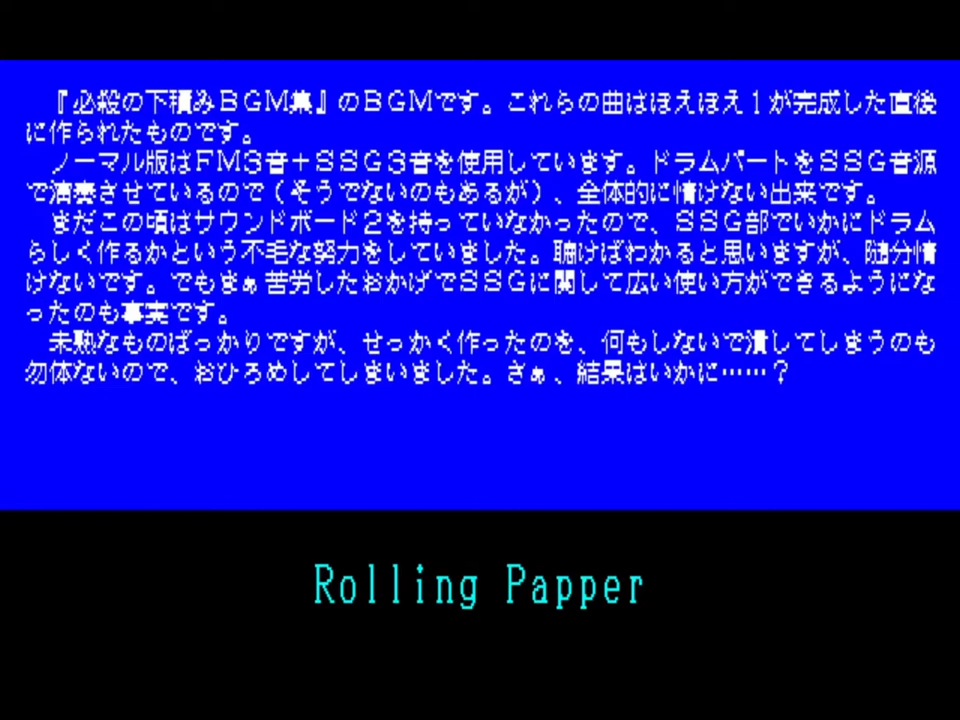 『必殺の下積みＢＧＭ集』のＢＧＭです。これらの曲はほえほえ１が完成した直後
に作られたものです。
ノーマル版はＦＭ３音＋ＳＳＧ３音を使用しています。ドラムパートをＳＳＧ音源
で演奏させているので（そうでないのもあるが）、全体的に情けない出来です。
まだこの頃はサウンドボード２を持っていなかったので、ＳＳＧ部でいかにドラム
らしく作るかという不毛な努力をしていました。聴けばわかると思いますが、随分情
けないです。でもまぁ苦労したおかげでＳＳＧに関して広い使い方ができるようにな
ったのも事実です。
未熟なものばっかりですが、せっかく作ったのを、何もしないで潰してしまうのも
勿体ないので、おひろめしてしまいました。さぁ、結果はいかに……？
Rolling Papper